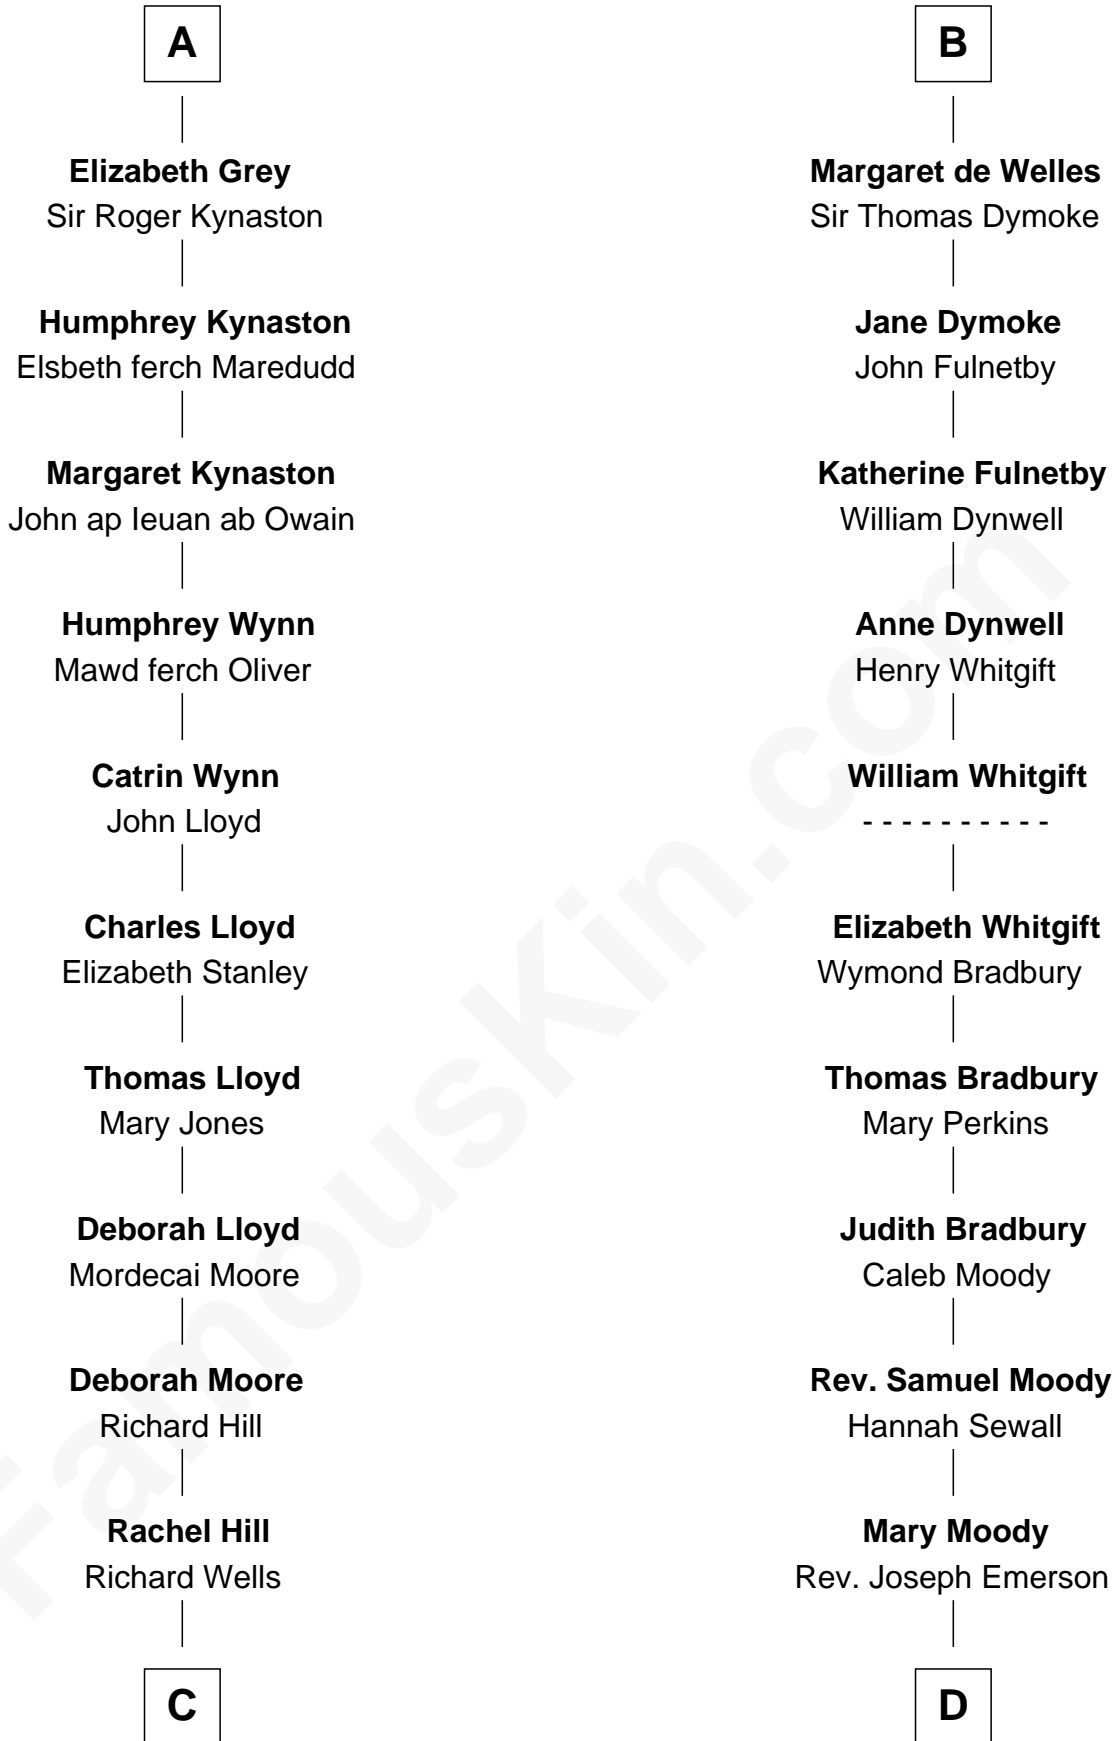 A
Elizabeth Grey
Sir Roger Kynaston
Humphrey Kynaston
Elsbeth ferch Maredudd
Margaret Kynaston
John ap Ieuan ab Owain
Humphrey Wynn
Mawd ferch Oliver
Catrin Wynn
John Lloyd
Charles Lloyd
Elizabeth Stanley
Thomas Lloyd
Mary Jones
Deborah Lloyd
Mordecai Moore
Deborah Moore
Richard Hill
Rachel Hill
Richard Wells
C
B
Margaret de Welles
Sir Thomas Dymoke
Jane Dymoke
John Fulnetby
Katherine Fulnetby
William Dynwell
Anne Dynwell
Henry Whitgift
William Whitgift
- - - - - - - - - -
Elizabeth Whitgift
Wymond Bradbury
Thomas Bradbury
Mary Perkins
Judith Bradbury
Caleb Moody
Rev. Samuel Moody
Hannah Sewall
Mary Moody
Rev. Joseph Emerson
D
FamousKin.com